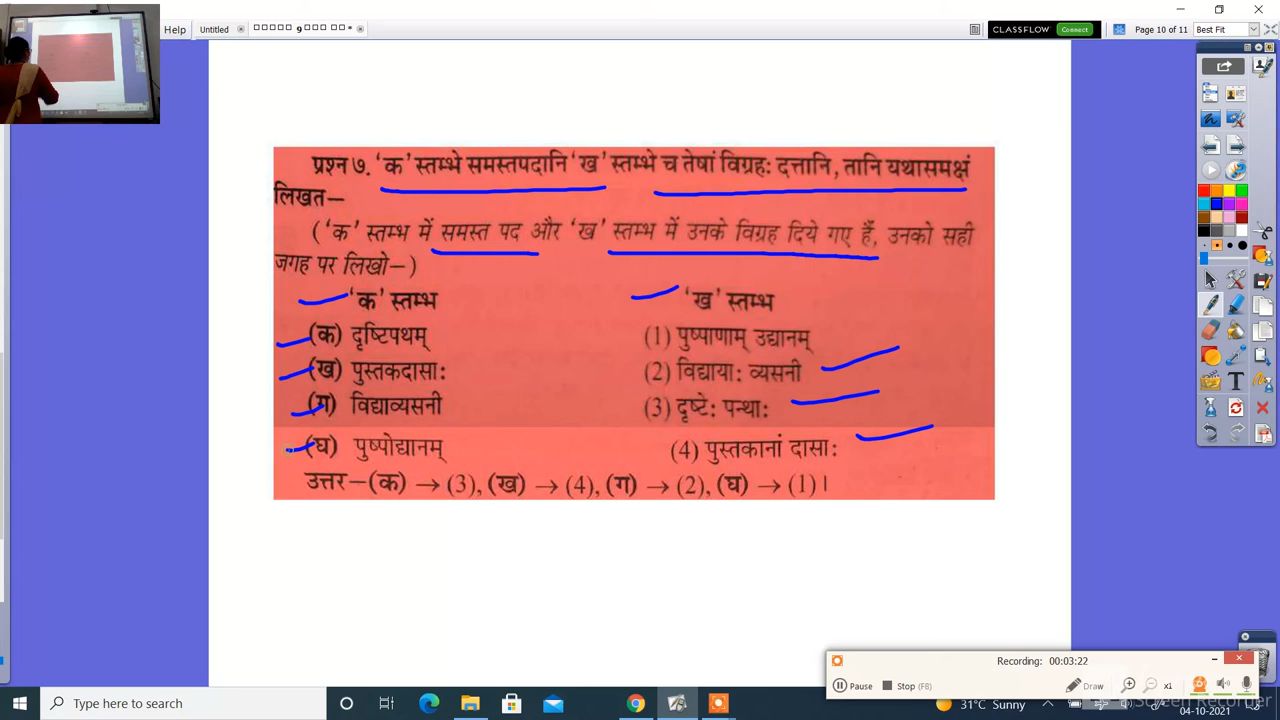 Help Untitled 9 CLASSFLOW Connect Page 10 of 11 Best Fit
प्रश्न ७. 'क' स्तम्भे समस्तपदानि 'ख' स्तम्भे च तेषां विग्रहः दत्तानि, तानि यथासमक्षं
लिखत–
('क' स्तम्भ में समस्त पद और 'ख' स्तम्भ में उनके विग्रह दिये गए हैं, उनको सही
जगह पर लिखो–)
'क' स्तम्भ 'ख' स्तम्भ
(क) दृष्टिपथम् (1) पुष्पाणाम् उद्यानम्
(ख) पुस्तकदासाः (2) विद्यायाः व्यसनी
(ग) विद्याव्यसनी (3) दृष्टेः पन्थाः
(घ) पुष्पोद्यानम् (4) पुस्तकानां दासाः
उत्तर–(क) → (3), (ख) → (4), (ग) → (2), (घ) → (1)।
Recording: 00:03:22
Pause Stop (F8) Draw x1
Type here to search 31°C Sunny
04-10-2021